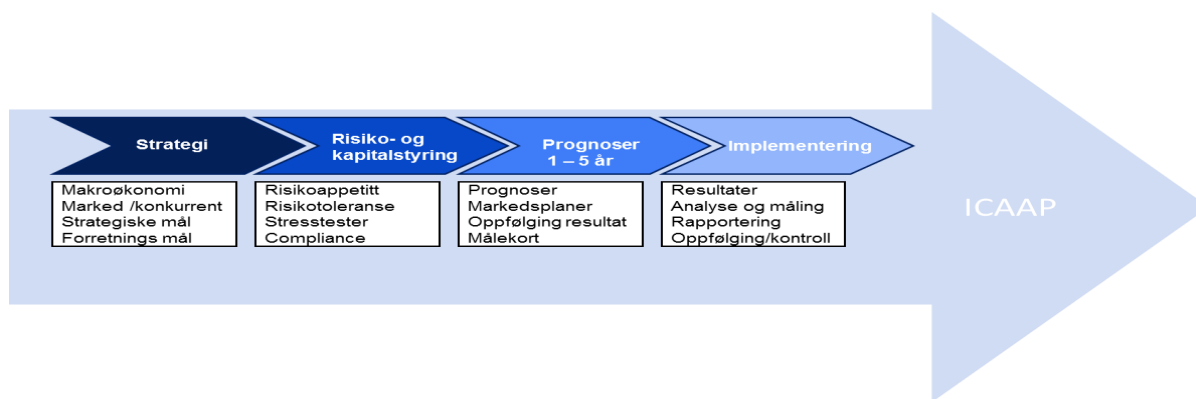 Strategi
Makroøkonomi
Marked /konkurrent
Strategiske mål
Forretnings mål
Risiko- og
kapitalstyring
Risikoappetitt
Risikotoleranse
Stresstester
Compliance
Prognoser
1 – 5 år
Prognoser
Markedsplaner
Oppfølging resultat
Målekort
Implementering
Resultater
Analyse og måling
Rapportering
Oppfølging/kontroll
ICAAP